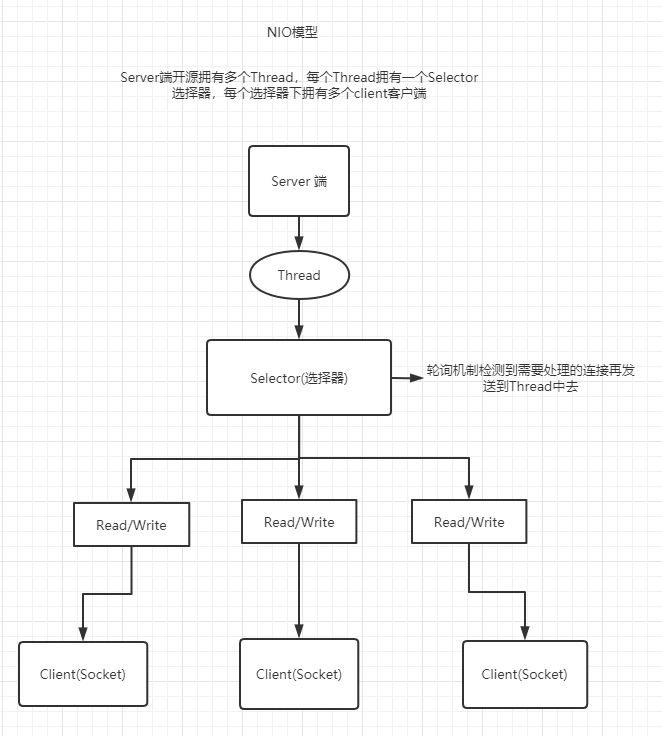 NIO模型
Server端开源拥有多个Thread，每个Thread拥有一个Selector
选择器，每个选择器下拥有多个client客户端
Server 端
Thread
Selector(选择器)
轮询机制检测到需要处理的连接再发
送到Thread中去
Read/Write
Read/Write
Read/Write
Client(Socket)
Client(Socket)
Client(Socket)